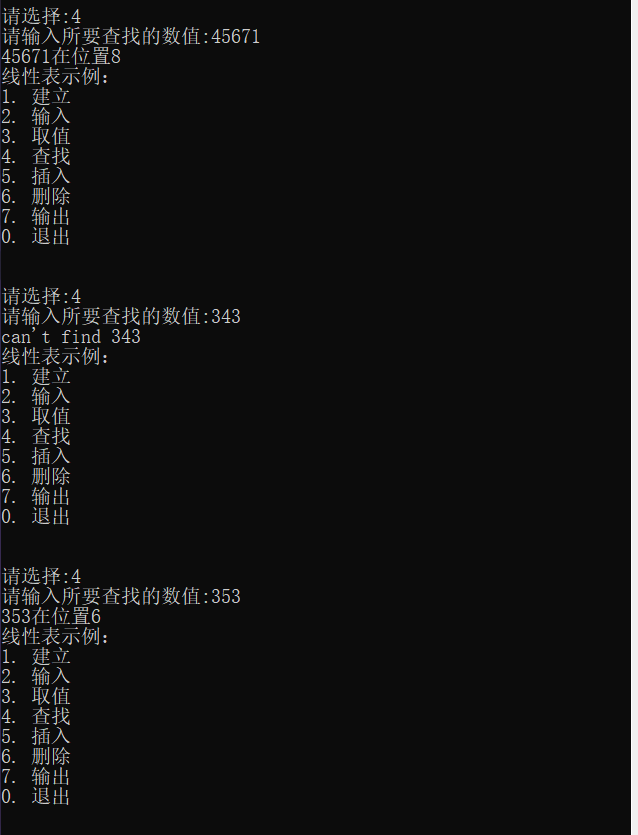 请选择:4
请输入所要查找的数值:45671
45671在位置8
线性表示例:
1. 建立
2. 输入
3. 取值
4. 查找
5. 插入
6. 删除
7. 输出
0. 退出
请选择:4
请输入所要查找的数值:343
can't find 343
线性表示例:
1. 建立
2. 输入
3. 取值
4. 查找
5. 插入
6. 删除
7. 输出
0. 退出
请选择:4
请输入所要查找的数值:353
353在位置6
线性表示例:
1. 建立
2. 输入
3. 取值
4. 查找
5. 插入
6. 删除
7. 输出
0. 退出